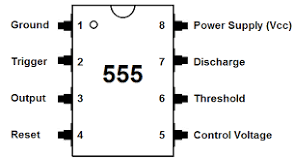 Ground 1 8 Power Supply (Vcc)
Trigger 2 555 7 Discharge
Output 3 6 Threshold
Reset 4 5 Control Voltage